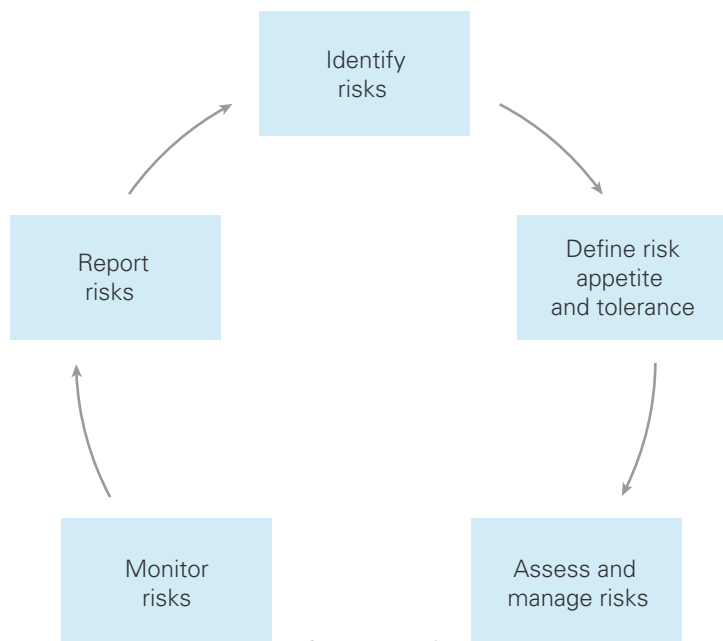 Identify
risks
Define risk
appetite
and tolerance
Assess and
manage risks
Monitor
risks
Report
risks